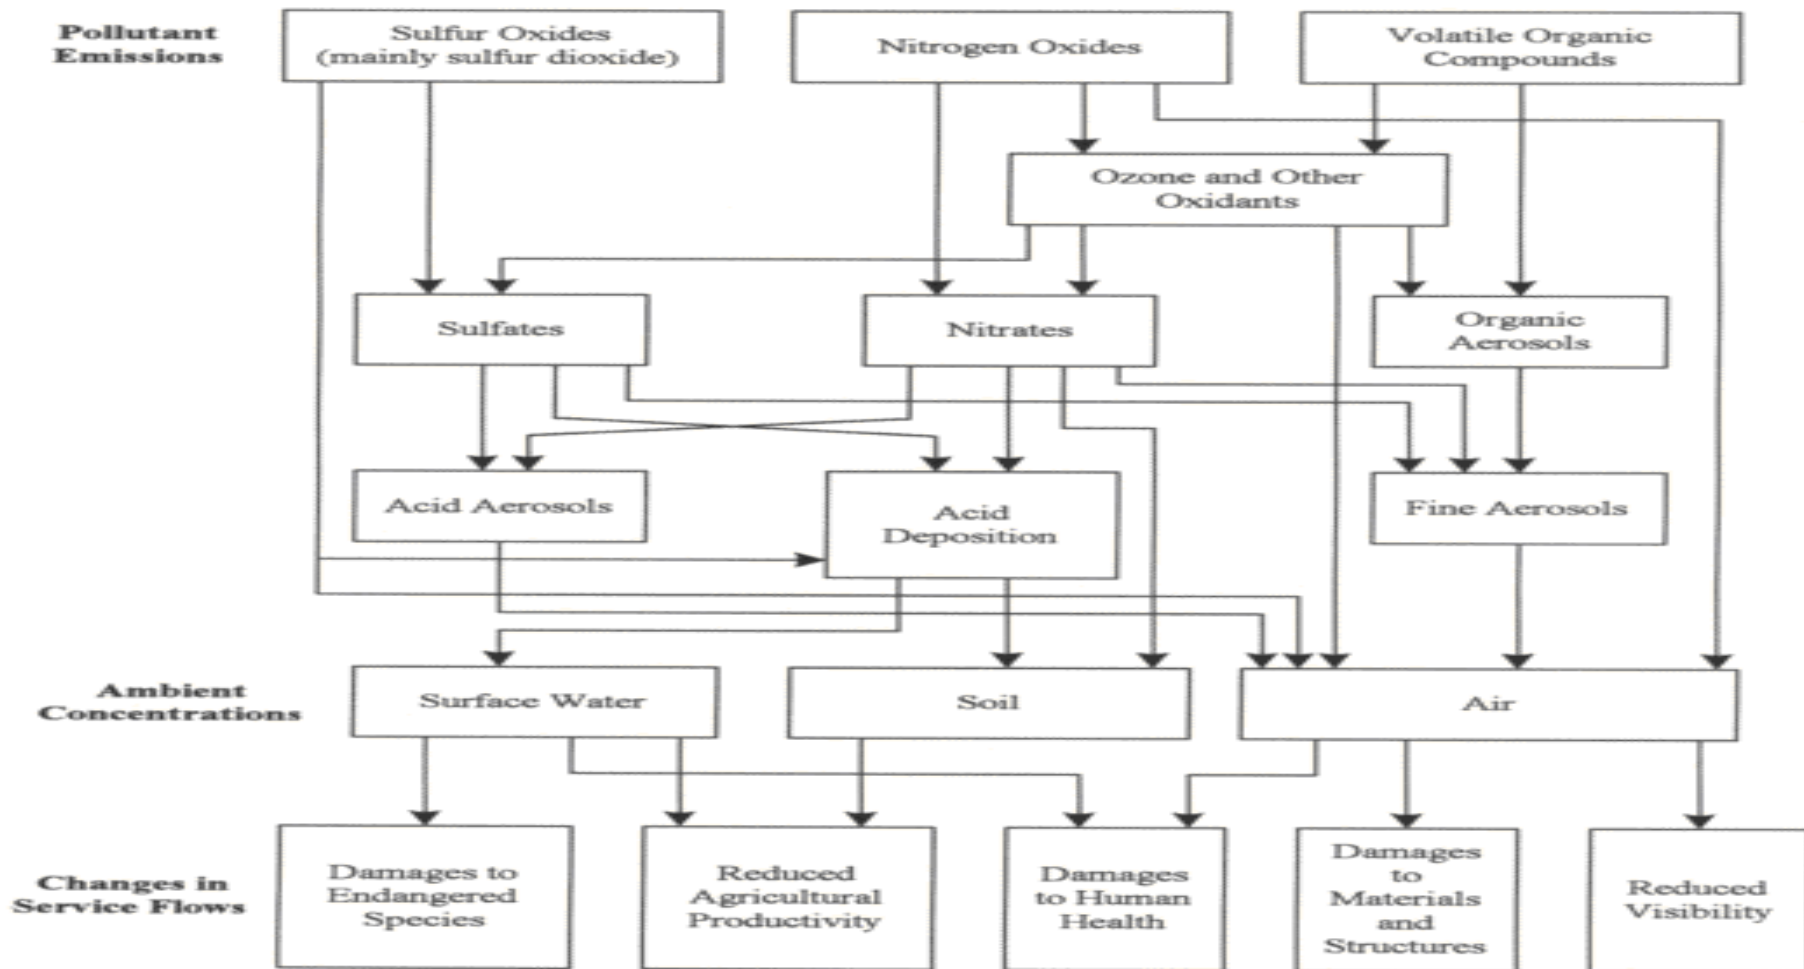 Pollutant
Emissions
Sulfur Oxides
(mainly sulfur dioxide)
Nitrogen Oxides
Volatile Organic
Compounds
Ozone and Other
Oxidants
Sulfates
Nitrates
Organic
Aerosols
Acid Aerosols
Acid
Deposition
Fine Aerosols
Ambient
Concentrations
Surface Water
Soil
Air
Changes in
Service Flows
Damages to
Endangered
Species
Reduced
Agricultural
Productivity
Damages
to Human
Health
Damages
to
Materials
and
Structures
Reduced
Visibility